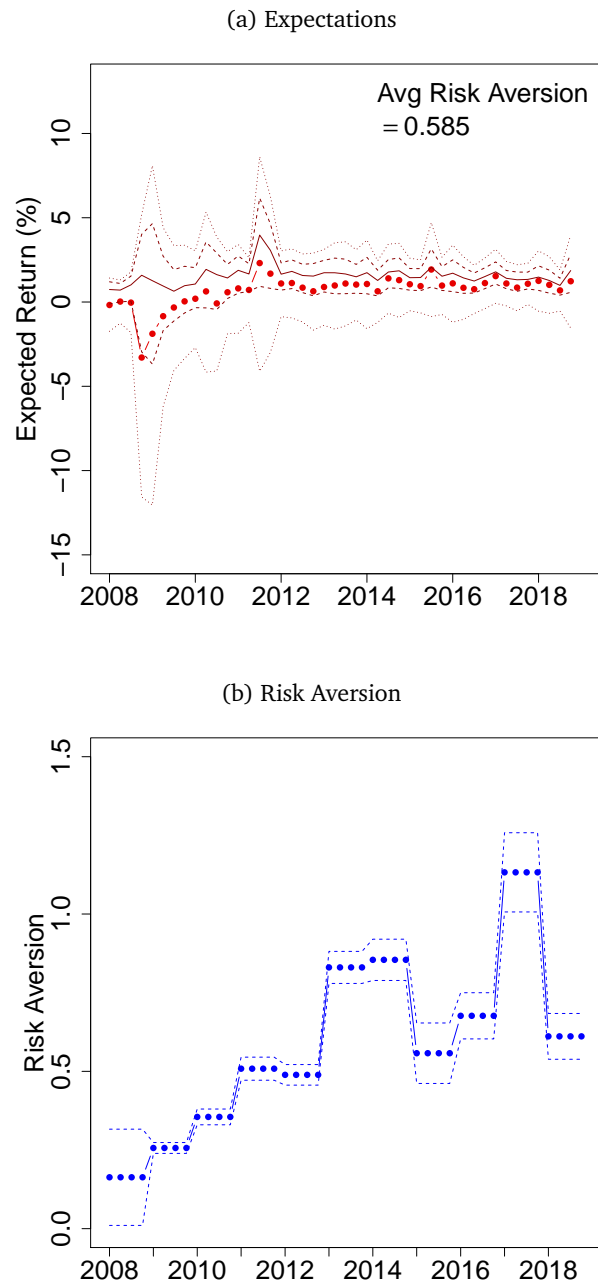 (a) Expectations
Avg Risk Aversion
= 0.585
Expected Return (%)
10
5
0
−5
−10
−15
2008 2010 2012 2014 2016 2018
(b) Risk Aversion
Risk Aversion
1.5
1.0
0.5
0.0
2008 2010 2012 2014 2016 2018